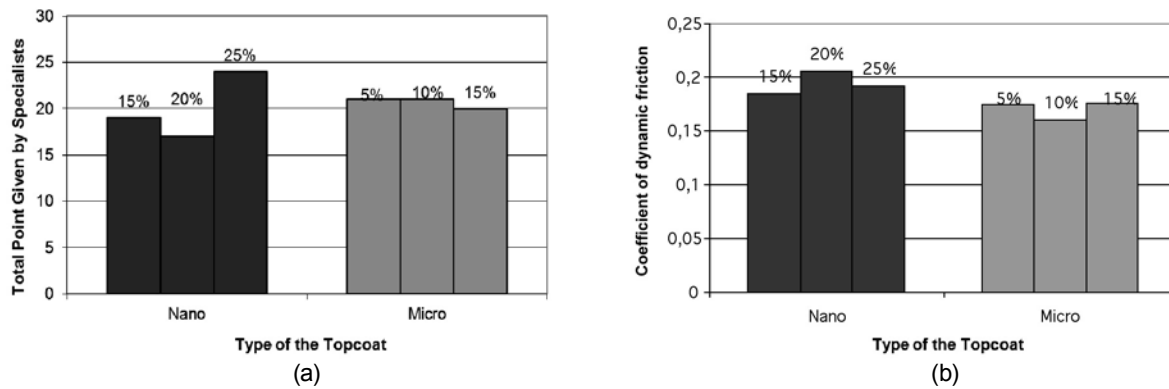 30
25
20
15
10
5
0
Total Point Given by Specialists
15%
20%
25%
5%
10%
15%
Nano
Micro
Type of the Topcoat
(a)
0,25
0,2
0,15
0,1
0,05
0
Coefficient of dynamic friction
15%
20%
25%
5%
10%
15%
Nano
Micro
Type of the Topcoat
(b)